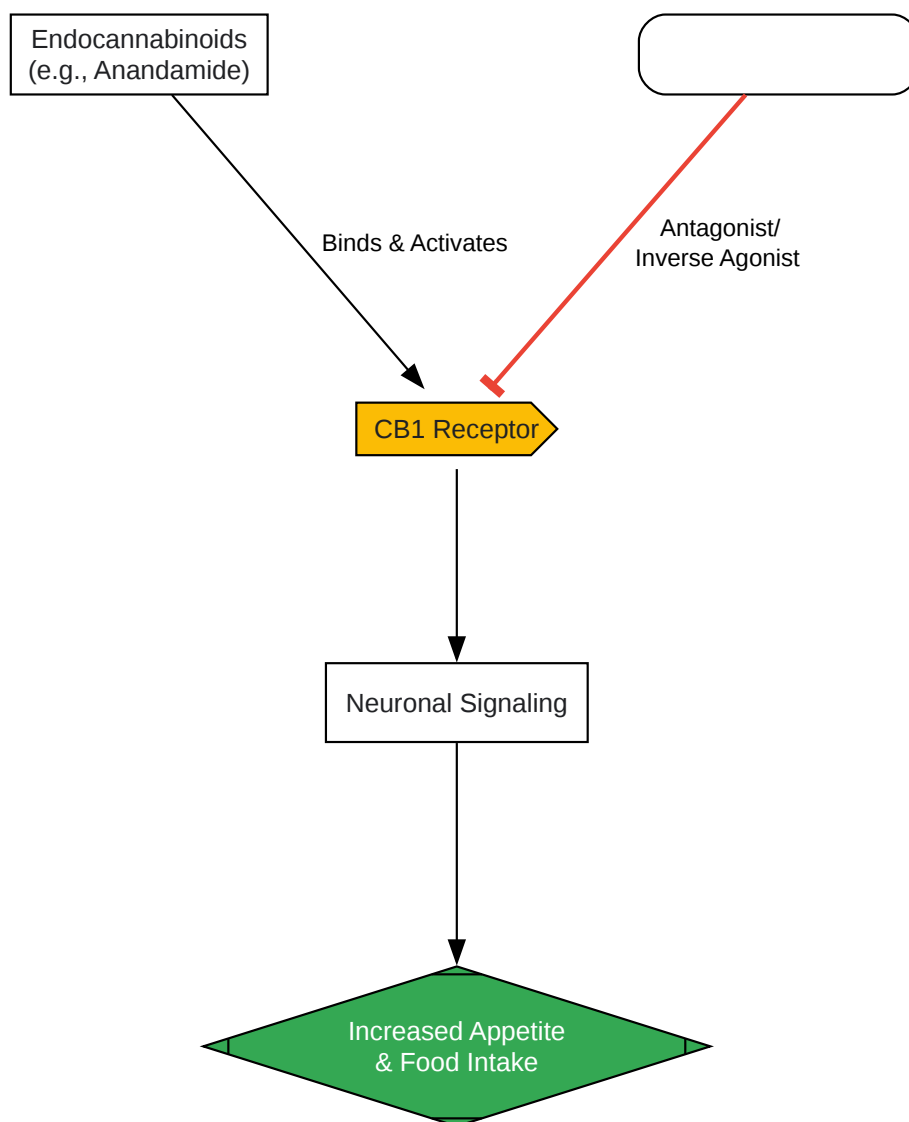 Endocannabinoids
(e.g., Anandamide)
Binds & Activates
Antagonist/
Inverse Agonist
CB1 Receptor
Neuronal Signaling
Increased Appetite
& Food Intake